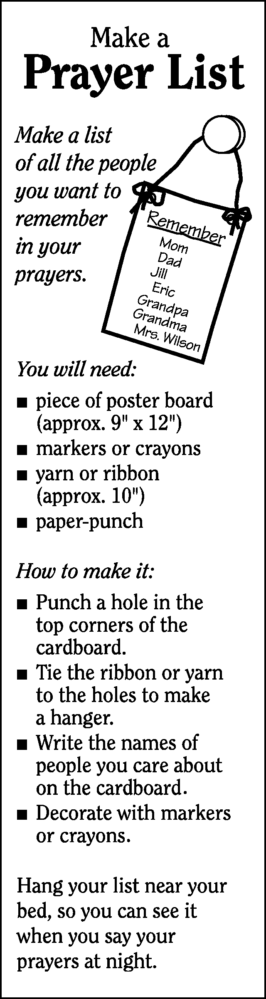 Make a
Prayer List
Make a list
of all the people
you want to
remember
in your
prayers.
Remember
Mom
Dad
Jill
Eric
Grandpa
Grandma
Mrs. Wilson
You will need:
■ piece of poster board
(approx. 9" x 12")
■ markers or crayons
■ yarn or ribbon
(approx. 10")
■ paper-punch
How to make it:
■ Punch a hole in the
top corners of the
cardboard.
■ Tie the ribbon or yarn
to the holes to make
a hanger.
■ Write the names of
people you care about
on the cardboard.
■ Decorate with markers
or crayons.
Hang your list near your
bed, so you can see it
when you say your
prayers at night.